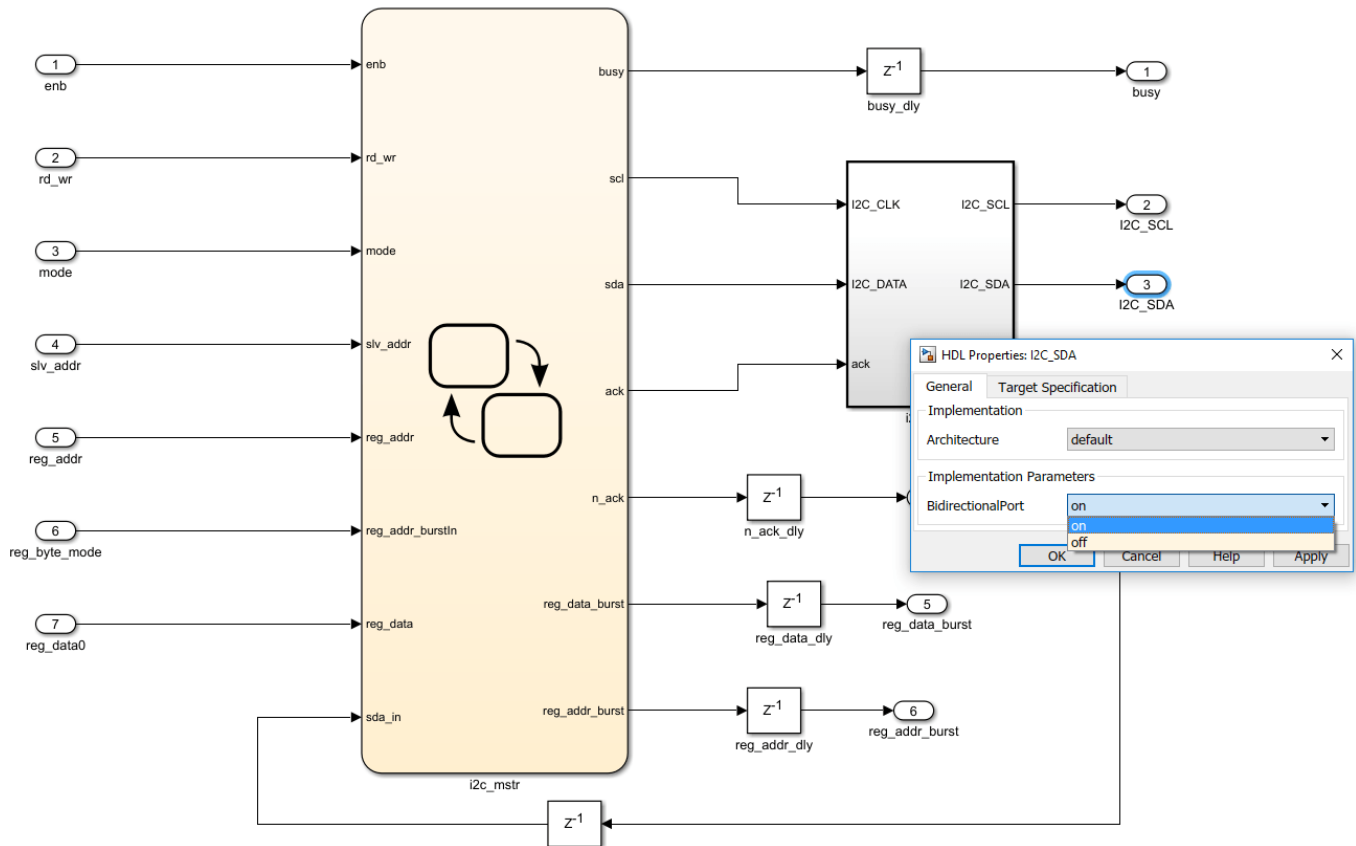 1
enb
2
rd_wr
3
mode
4
slv_addr
5
reg_addr
6
reg_byte_mode
7
reg_data0
enb
rd_wr
mode
slv_addr
reg_addr
reg_addr_burstIn
reg_data
sda_in
busy
scl
sda
ack
n_ack
reg_data_burst
reg_addr_burst
i2c_mstr
z-1
busy_dly
1
busy
I2C_CLK
I2C_DATA
ack
I2C_SCL
I2C_SDA
2
I2C_SCL
3
I2C_SDA
z-1
n_ack_dly
z-1
reg_data_dly
5
reg_data_burst
z-1
reg_addr_dly
6
reg_addr_burst
z-1
HDL Properties: I2C_SDA
General Target Specification
Implementation
Architecture default
Implementation Parameters
BidirectionalPort on
on
off
OK Cancel Help Apply